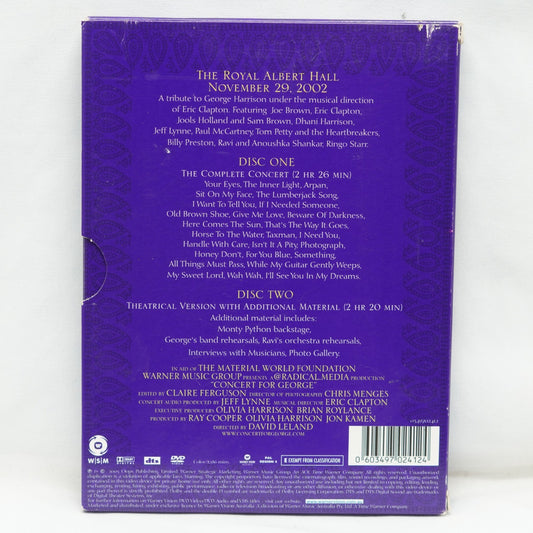 THE ROYAL ALBERT HALL
NOVEMBER 29, 2002
A tribute to George Harrison under the musical direction
of Eric Clapton. Featuring Joe Brown, Eric Clapton,
Jools Holland and Sam Brown, Dhani Harrison,
Jeff Lynne, Paul McCartney, Tom Petty and the Heartbreakers,
Billy Preston, Ravi and Anoushka Shankar, Ringo Starr.
DISC ONE
THE COMPLETE CONCERT (2 HR 26 MIN)
Your Eyes, The Inner Light, Arpan,
Sit On My Face, The Lumberjack Song,
I Want To Tell You, If I Needed Someone,
Old Brown Shoe, Give Me Love, Beware Of Darkness,
Here Comes The Sun, That's The Way It Goes,
Horse To The Water, Taxman, I Need You,
Handle With Care, Isn't It A Pity, Photograph,
Honey Don't, For You Blue, Something,
All Things Must Pass, While My Guitar Gently Weeps,
My Sweet Lord, Wah Wah, I'll See You In My Dreams.
DISC TWO
THEATRICAL VERSION WITH ADDITIONAL MATERIAL (2 HR 20 MIN)
Additional material includes:
Monty Python backstage,
George's band rehearsals, Ravi's orchestra rehearsals,
Interviews with Musicians, Photo Gallery.
IN AID OF THE MATERIAL WORLD FOUNDATION
WARNER MUSIC GROUP PRESENTS A @RADICAL.MEDIA PRODUCTION
"CONCERT FOR GEORGE"
EDITED BY CLAIRE FERGUSON DIRECTOR OF PHOTOGRAPHY CHRIS MENGES
CONCERT AUDIO PRODUCED BY JEFF LYNNE MUSICAL DIRECTOR ERIC CLAPTON
EXECUTIVE PRODUCERS OLIVIA HARRISON BRIAN ROYLANCE
PRODUCED BY RAY COOPER OLIVIA HARRISON JON KAMEN
DIRECTED BY DAVID LELAND
WWW.CONCERTFORGEORGE.COM
WSM
dts
E EXEMPT FROM CLASSIFICATION
0 603497 024124